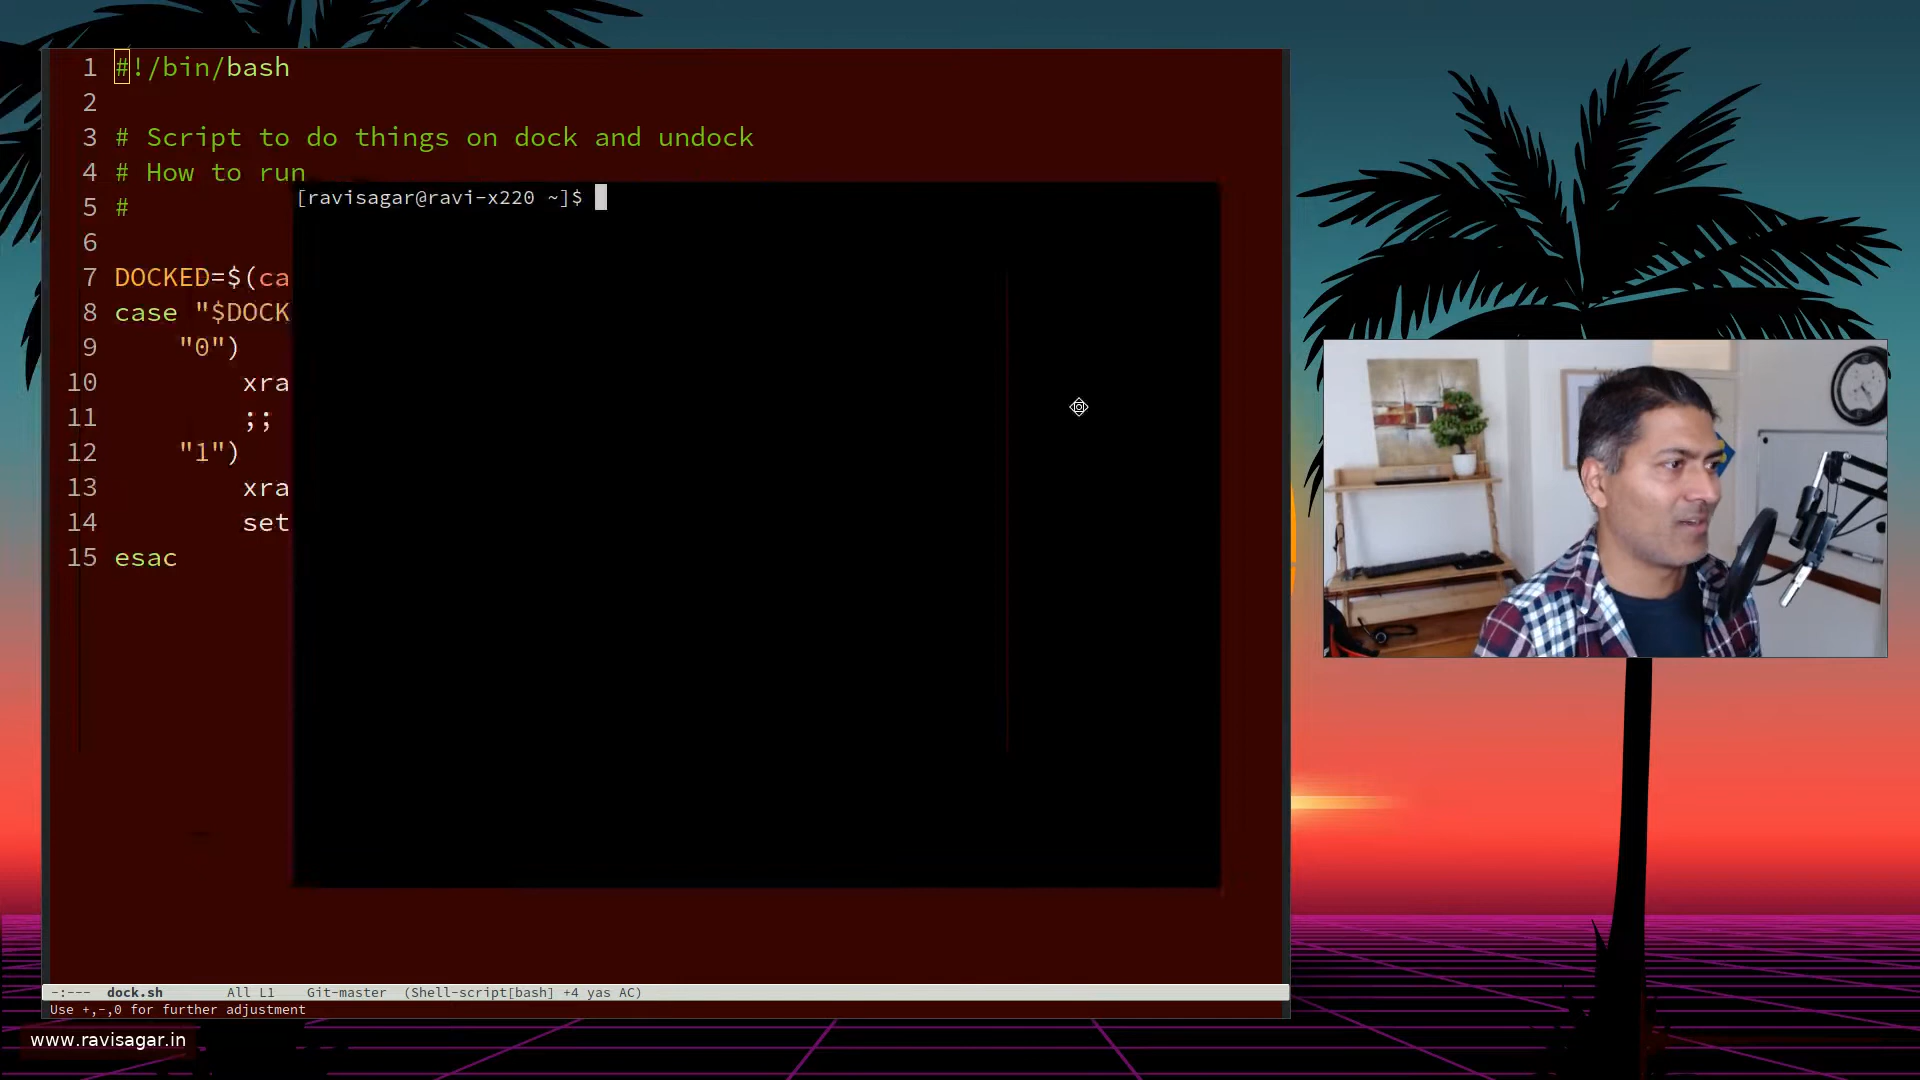 1 #!/bin/bash
2
3 # Script to do things on dock and undock
4 # How to run
5 #
6
7 DOCKED=$(ca
8 case "$DOCK
9 "0")
10 xra
11 ;;
12 "1")
13 xra
14 set
15 esac
[ravisagar@ravi-x220 ~]$
-:--- dock.sh All L1 Git-master (Shell-script[bash] +4 yas AC)
Use +,-,0 for further adjustment
www.ravisagar.in